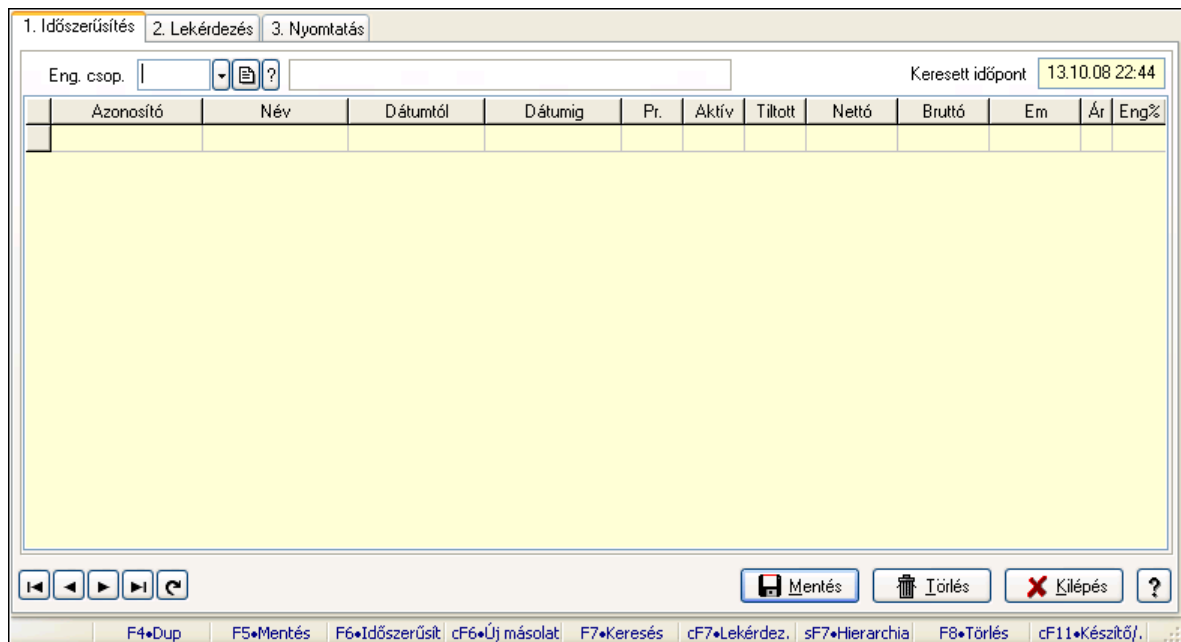 1. Időszerűsítés 2. Lekérdezés 3. Nyomtatás
Eng. csop. ? Keresett időpont 13.10.08 22:44
Azonosító Név Dátumtól Dátumig Pr. Aktív Tiltott Nettó Bruttó Em Ár Eng%
Mentés Törlés Kilépés ?
F4•Dup F5•Mentés F6•Időszerűsít cF6•Új másolat F7•Keresés cF7•Lekérdez. sF7•Hierarchia F8•Törlés cF11•Készítő/.